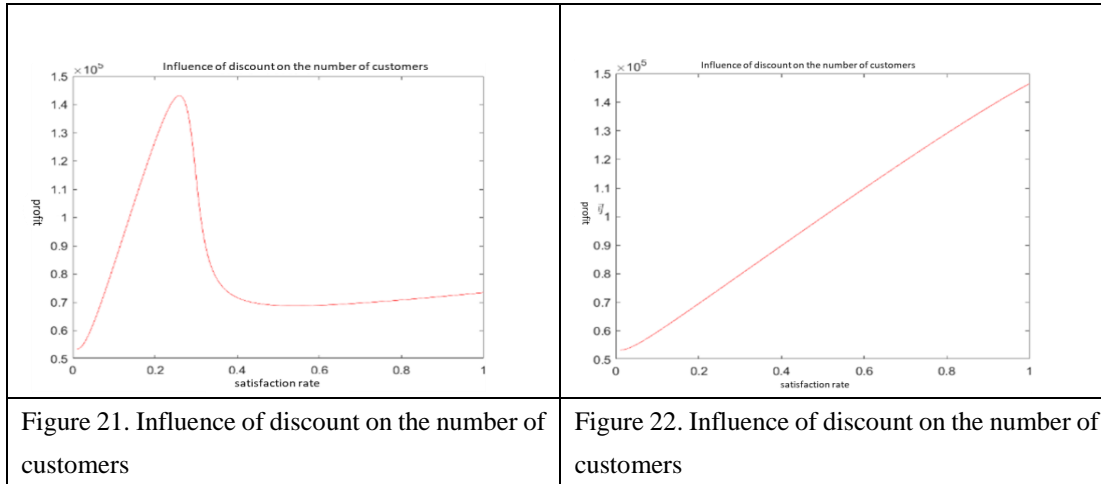 Influence of discount on the number of customers
×10⁵
1.5
1.4
1.3
1.2
1.1
1
0.9
0.8
0.7
0.6
0.5
profit
0 0.2 0.4 0.6 0.8 1
satisfaction rate
Influence of discount on the number of customers
×10⁵
1.5
1.4
1.3
1.2
1.1
1
0.9
0.8
0.7
0.6
0.5
profit
0 0.2 0.4 0.6 0.8 1
satisfaction rate
Figure 21. Influence of discount on the number of
customers
Figure 22. Influence of discount on the number of
customers